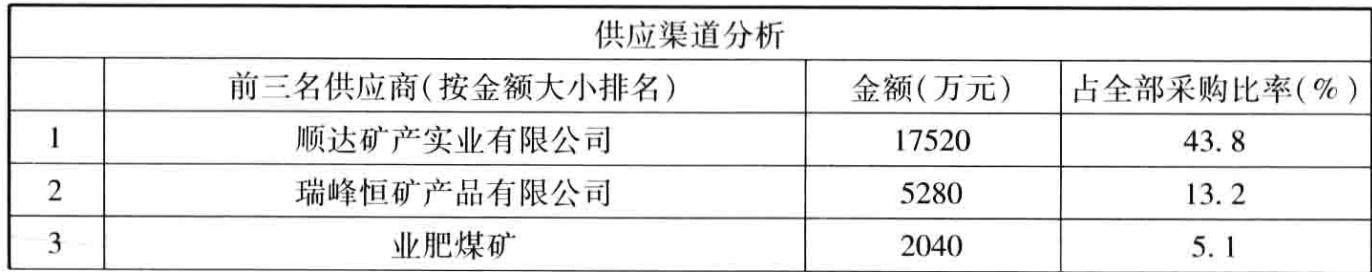 供应渠道分析
前三名供应商(按金额大小排名) 金额(万元) 占全部采购比率(%)
1 顺达矿产实业有限公司 17520 43.8
2 瑞峰恒矿产品有限公司 5280 13.2
3 业肥煤矿 2040 5.1